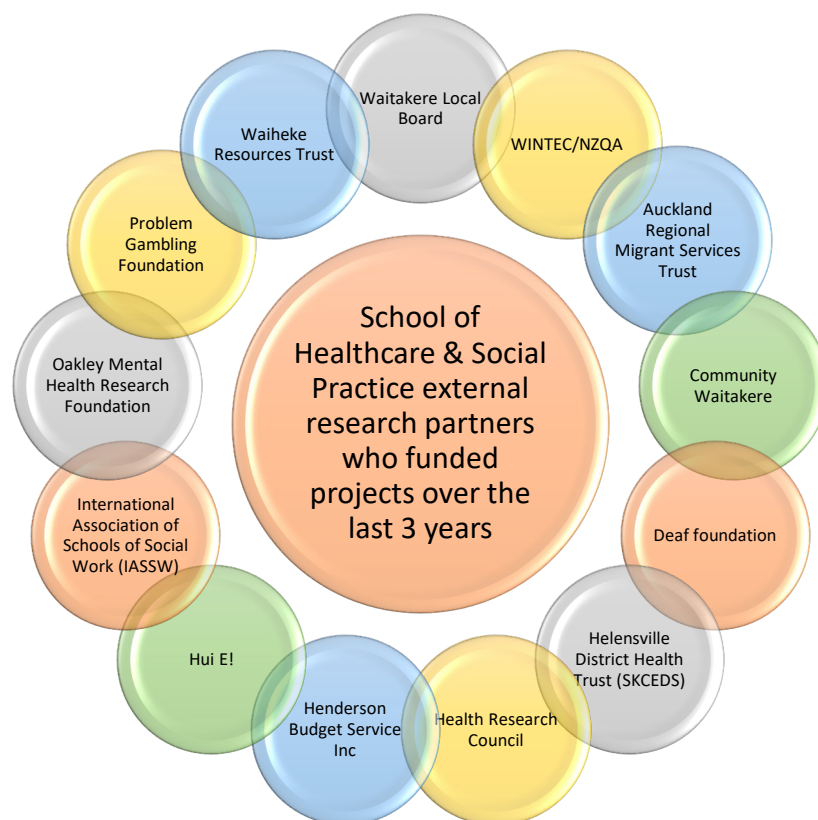 Waitakere Local
Board
WINTEC/NZQA
Auckland
Regional
Migrant Services
Trust
Community
Waitakere
Deaf foundation
Helensville
District Health
Trust (SKCEDS)
Health Research
Council
Henderson
Budget Service
Inc
Hui E!
International
Association of
Schools of Social
Work (IASSW)
Oakley Mental
Health Research
Foundation
Problem
Gambling
Foundation
Waiheke
Resources Trust
School of
Healthcare & Social
Practice external
research partners
who funded
projects over the
last 3 years